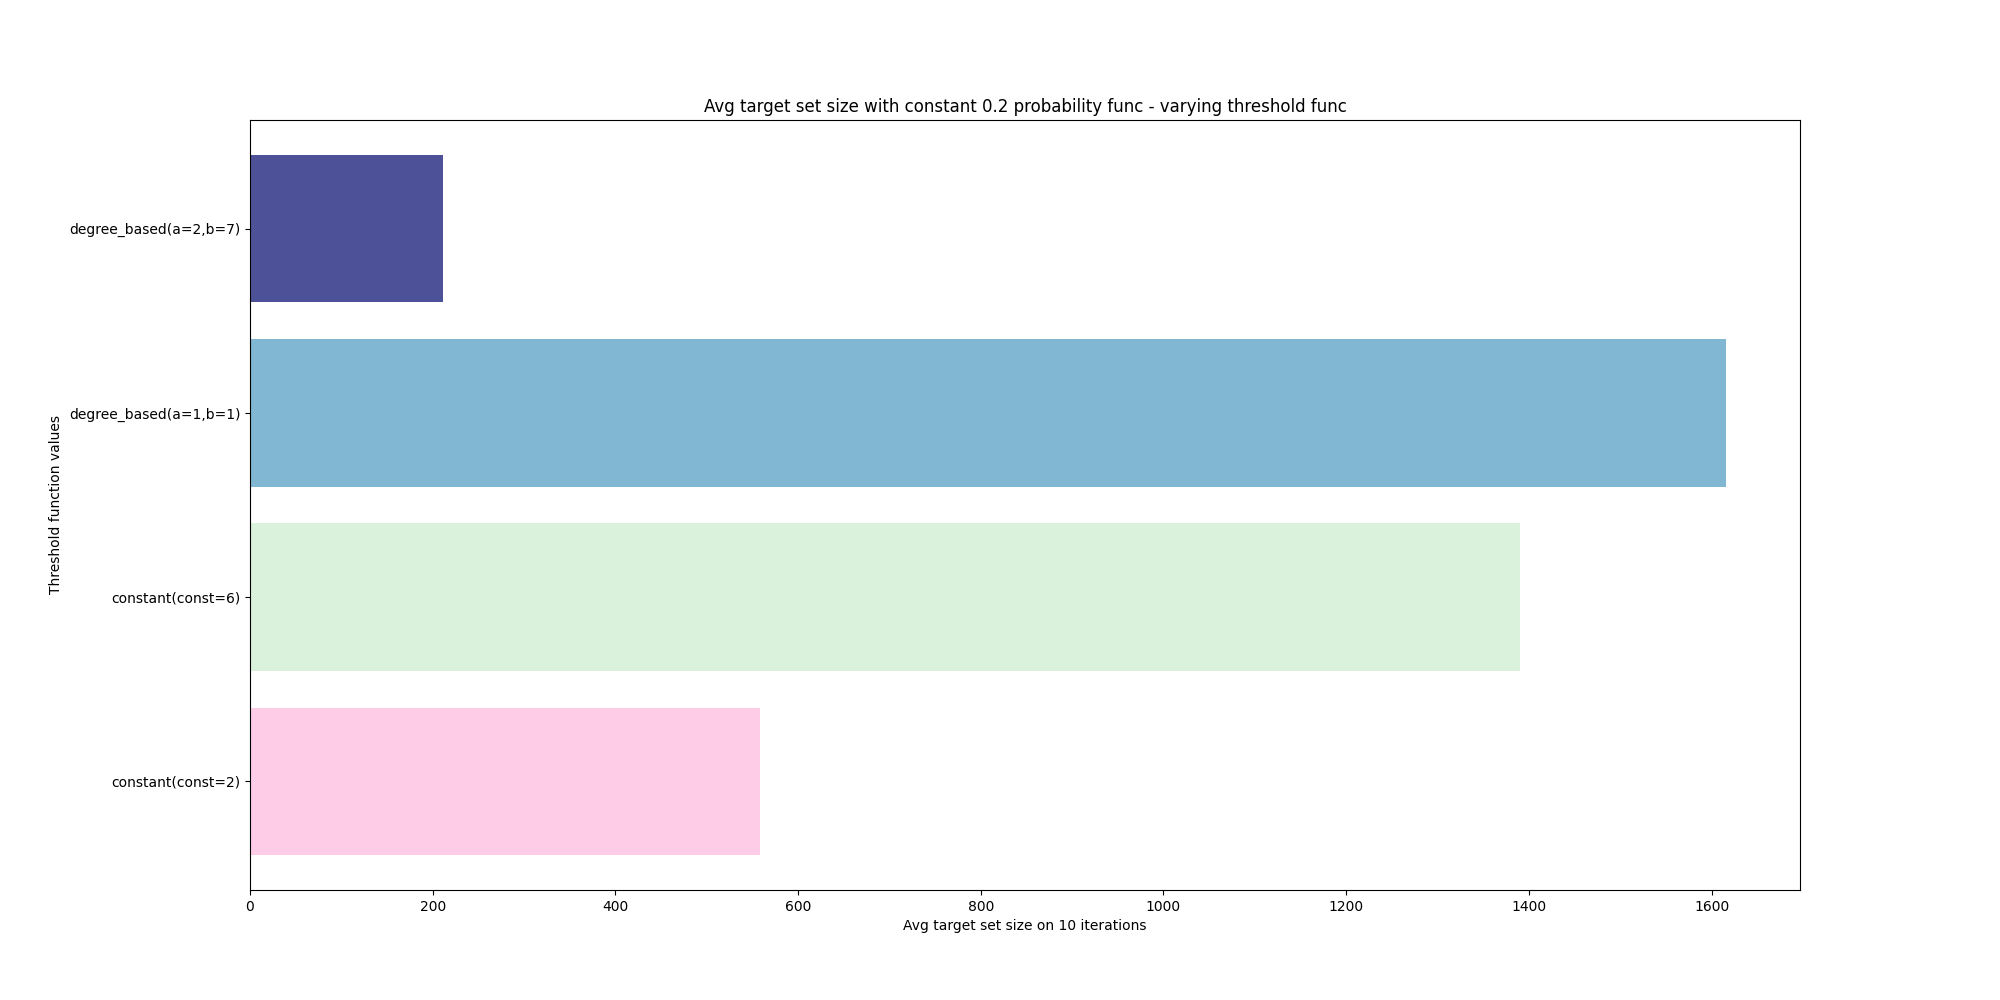 Avg target set size with constant 0.2 probability func - varying threshold func
Threshold function values
degree_based(a=2,b=7)
degree_based(a=1,b=1)
constant(const=6)
constant(const=2)
0 200 400 600 800 1000 1200 1400 1600
Avg target set size on 10 iterations